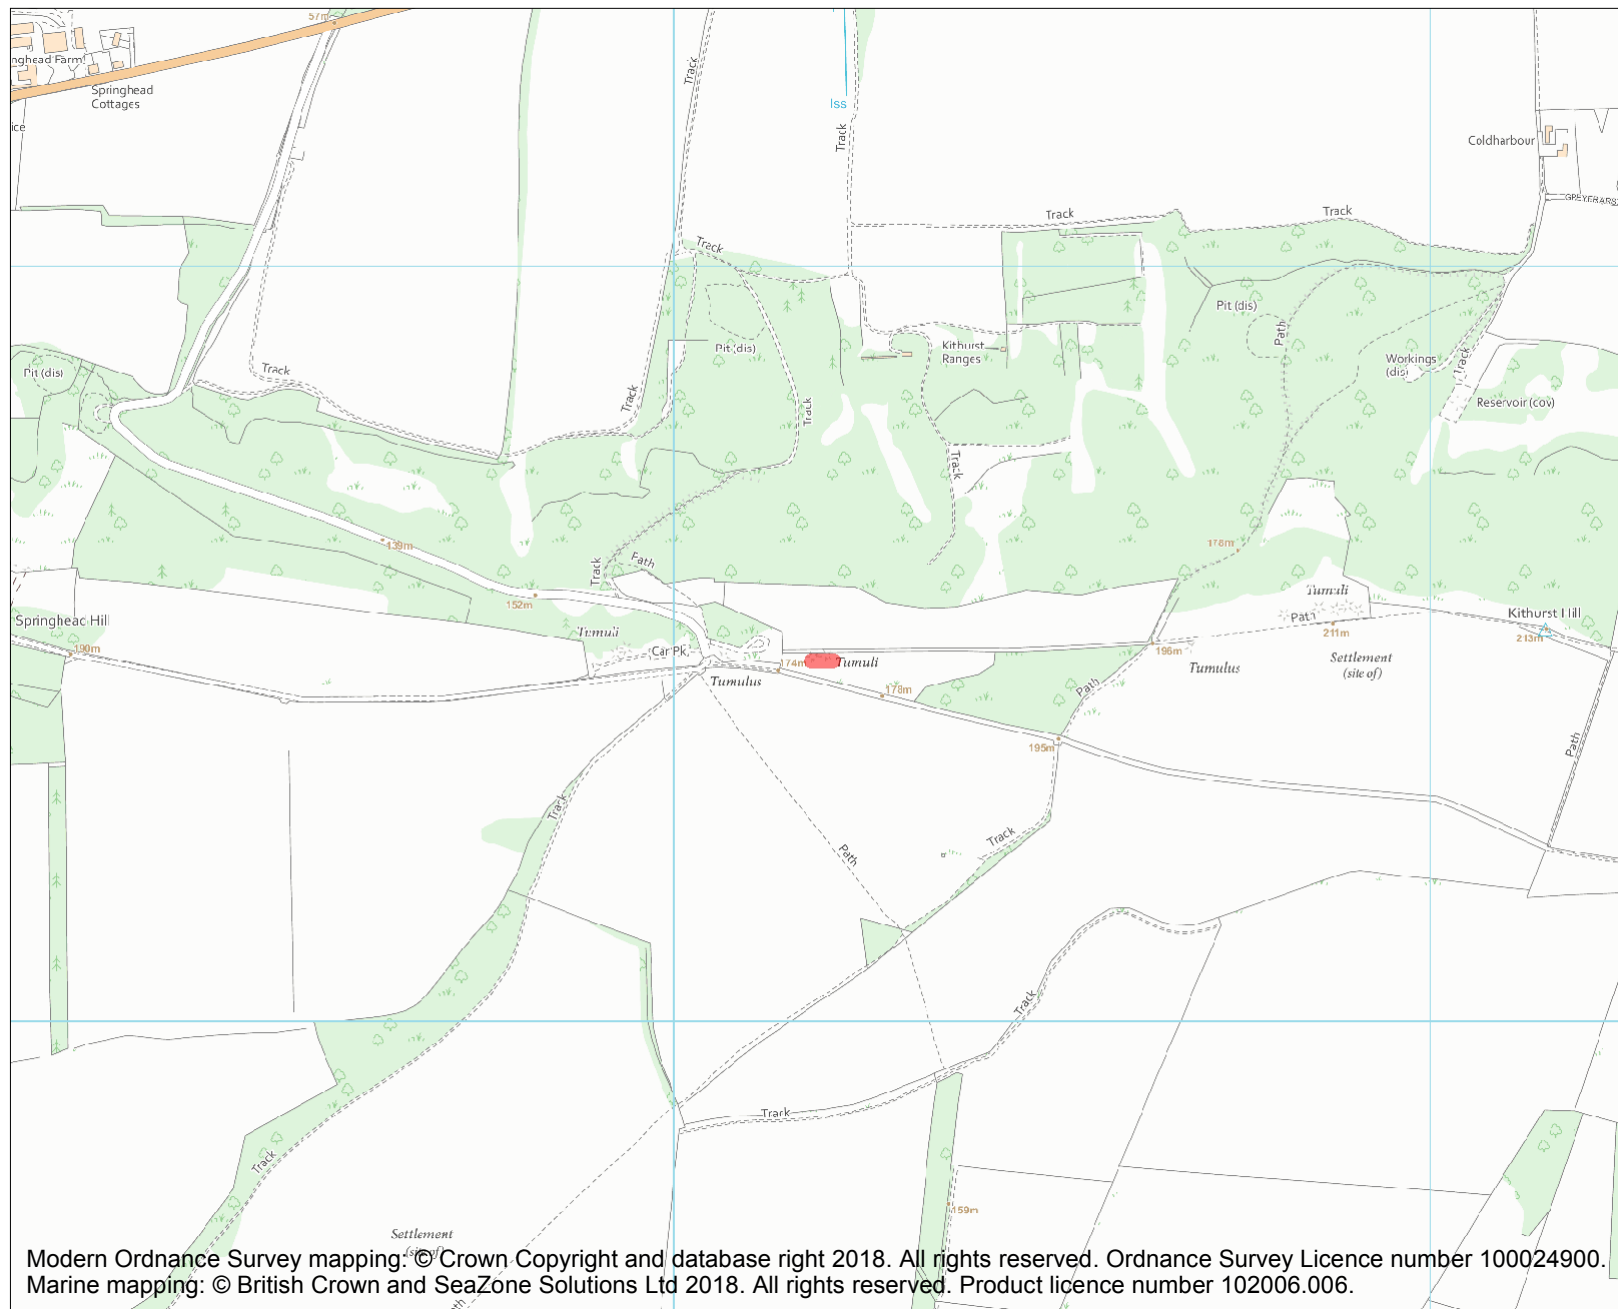 57m
nghead Farm
Springhead
Cottages
ice
Track
Iss
Track
Coldharbour
Track
Track
Track
Pit (dis)
Path
Kithurst
Ranges
Pit (dis)
Pit (dis)
Workings
(dis)
Track
Track
Track
Track
Reservoir (cov)
Track
139m
176m
Path
Track
152m
Tumuli
Path
211m
Kithurst Hill
213m
Springhead Hill
190m
Tumuli
Car Pk
174m
Tumuli
196m
Tumulus
Settlement
(site of)
Tumulus
178m
Path
195m
Path
Track
Track
Path
Track
Track
Track
159m
Settlement
(site of)
Modern Ordnance Survey mapping: © Crown Copyright and database right 2018. All rights reserved. Ordnance Survey Licence number 100024900.
Marine mapping: © British Crown and SeaZone Solutions Ltd 2018. All rights reserved. Product licence number 102006.006.